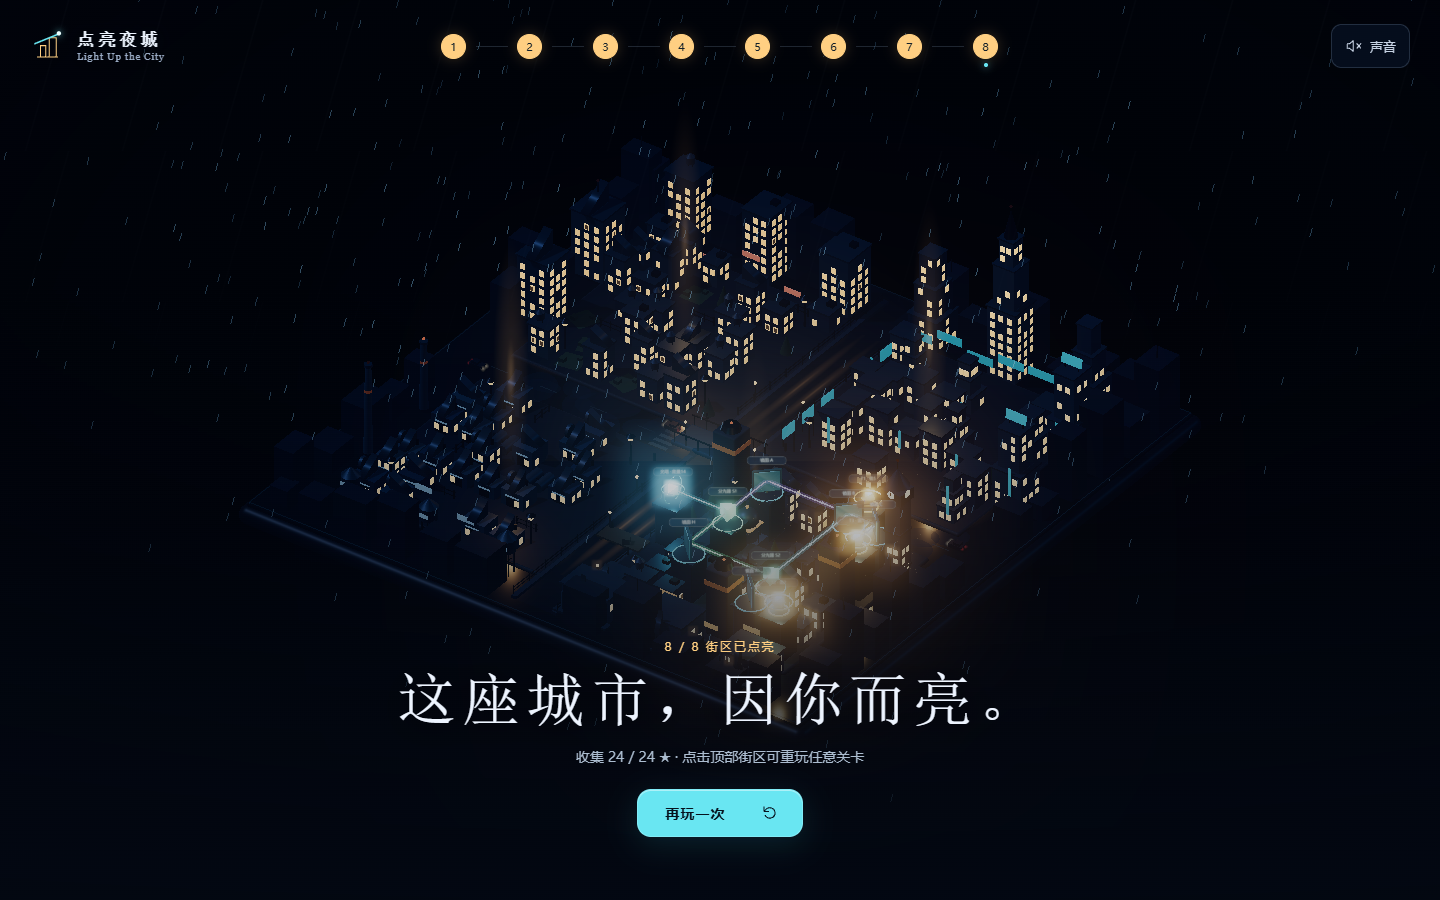 点亮夜城
Light Up the City
1 2 3 4 5 6 7 8
声音
8 / 8 街区已点亮
这座城市，因你而亮。
收集 24 / 24 ★ · 点击顶部街区可重玩任意关卡
再玩一次